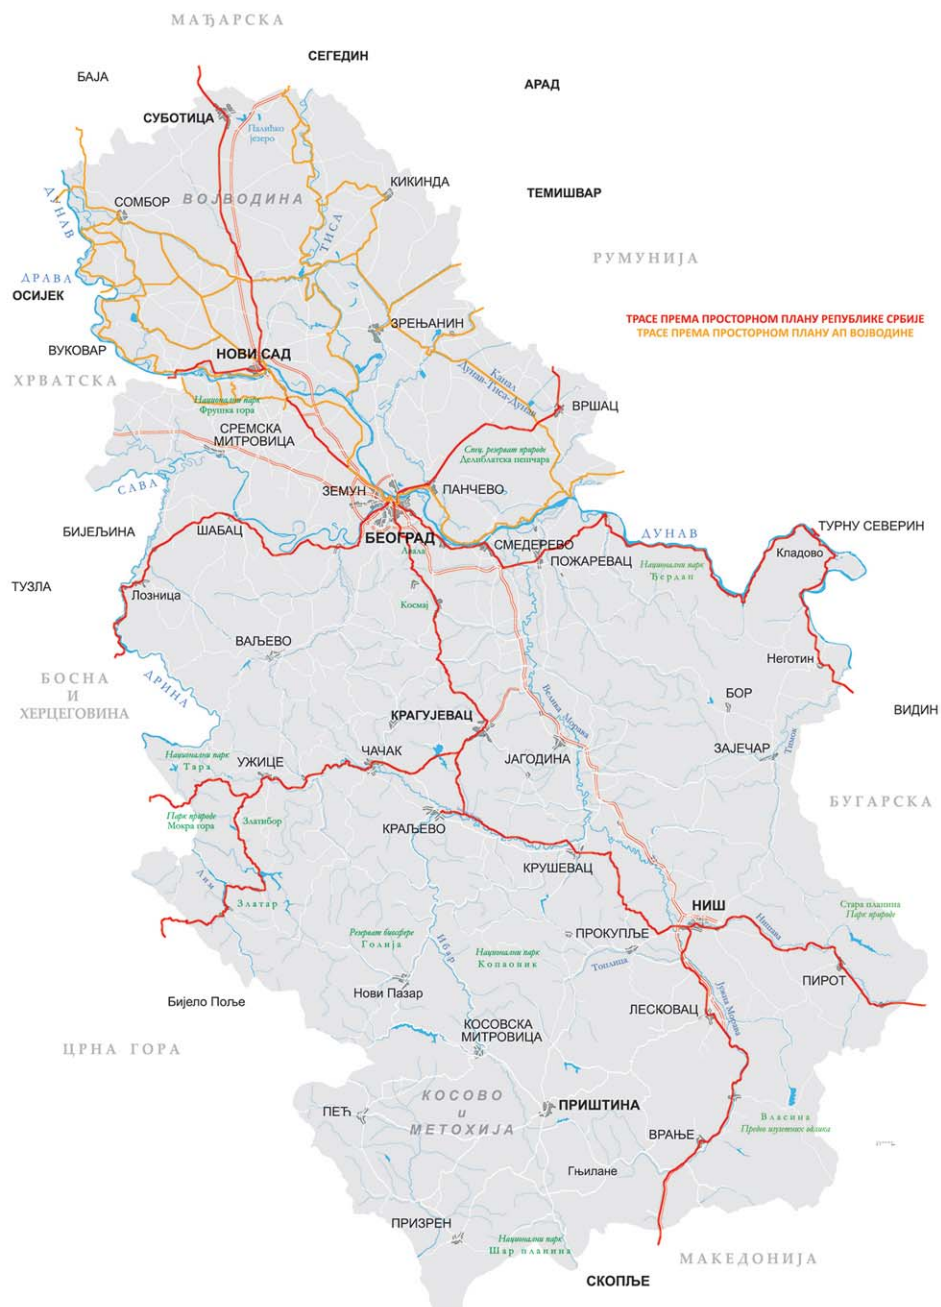 МАЂАРСКА
СЕГЕДИН
БАЈА
АРАД
СУБОТИЦА
Палићко
језеро
КИКИНДА
ВОЈВОДИНА
ТЕМИШВАР
ДУНАВ
СОМБОР
ТИСА
РУМУНИЈА
ДРАВА
ОСИЈЕК
ТРАСЕ ПРЕМА ПРОСТОРНОМ ПЛАНУ РЕПУБЛИКЕ СРБИЈЕ
ТРАСЕ ПРЕМА ПРОСТОРНОМ ПЛАНУ АП ВОЈВОДИНЕ
ЗРЕЊАНИН
ВУКОВАР
НОВИ САД
ХРВАТСКА
Канал
Дунав-Тиса-Дунав
Национални парк
Фрушка гора
ВРШАЦ
СРЕМСКА
МИТРОВИЦА
Спец. резерват природе
Делиблатска пешчара
САВА
ЗЕМУН
ПАНЧЕВО
БИЈЕЉИНА
ШАБАЦ
БЕОГРАД
ДУНАВ
ТУРНУ СЕВЕРИН
Авала
СМЕДЕРЕВО
ПОЖАРЕВАЦ
Кладово
Национални парк
Ђердап
ТУЗЛА
Лозница
Космај
ВАЉЕВО
Неготин
БОСНА
И
ХЕРЦЕГОВИНА
ДРИНА
БОР
ВИДИН
Велика Морава
КРАГУЈЕВАЦ
Тимок
ЗАЈЕЧАР
Национални парк
Тара
УЖИЦЕ
ЧАЧАК
ЈАГОДИНА
БУГАРСКА
Парк природе
Мокра гора
Златибор
КРАЉЕВО
КРУШЕВАЦ
Лим
Златар
НИШ
Стара планина
Парк природе
Нишава
Резерват биосфере
Голија
Ибар
ПРОКУПЉЕ
Национални парк
Копаоник
Топлица
ПИРОТ
Нови Пазар
Јужна Морава
Бијело Поље
ЛЕСКОВАЦ
КОСОВСКА
МИТРОВИЦА
ЦРНА ГОРА
КОСОВО
и
МЕТОХИЈА
ПРИШТИНА
ПЕЋ
Власина
Предео изузетних облика
ВРАЊЕ
Гњилане
ПРИЗРЕН
Национални парк
Шар планина
МАКЕДОНИЈА
СКОПЉЕ